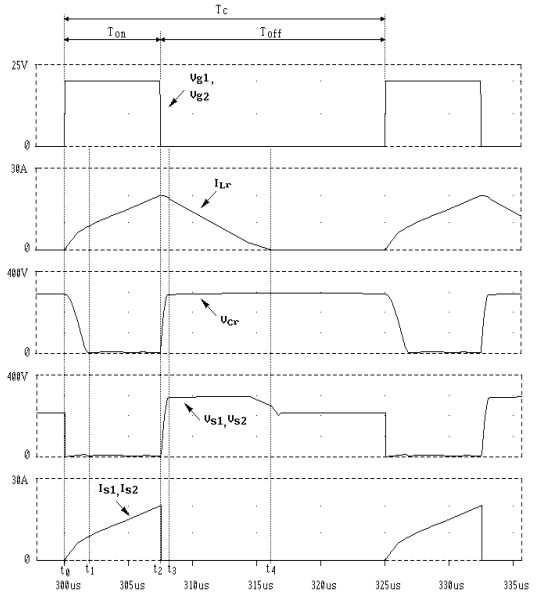 Tc
Ton Toff
25V
Vg1,
Vg2
0
30A
ILr
0
400V
VCr
0
400V
VS1,VS2
0
30A
IS1,IS2
0
t0 t1 t2 t3 t4
300us 305us 310us 315us 320us 325us 330us 335us